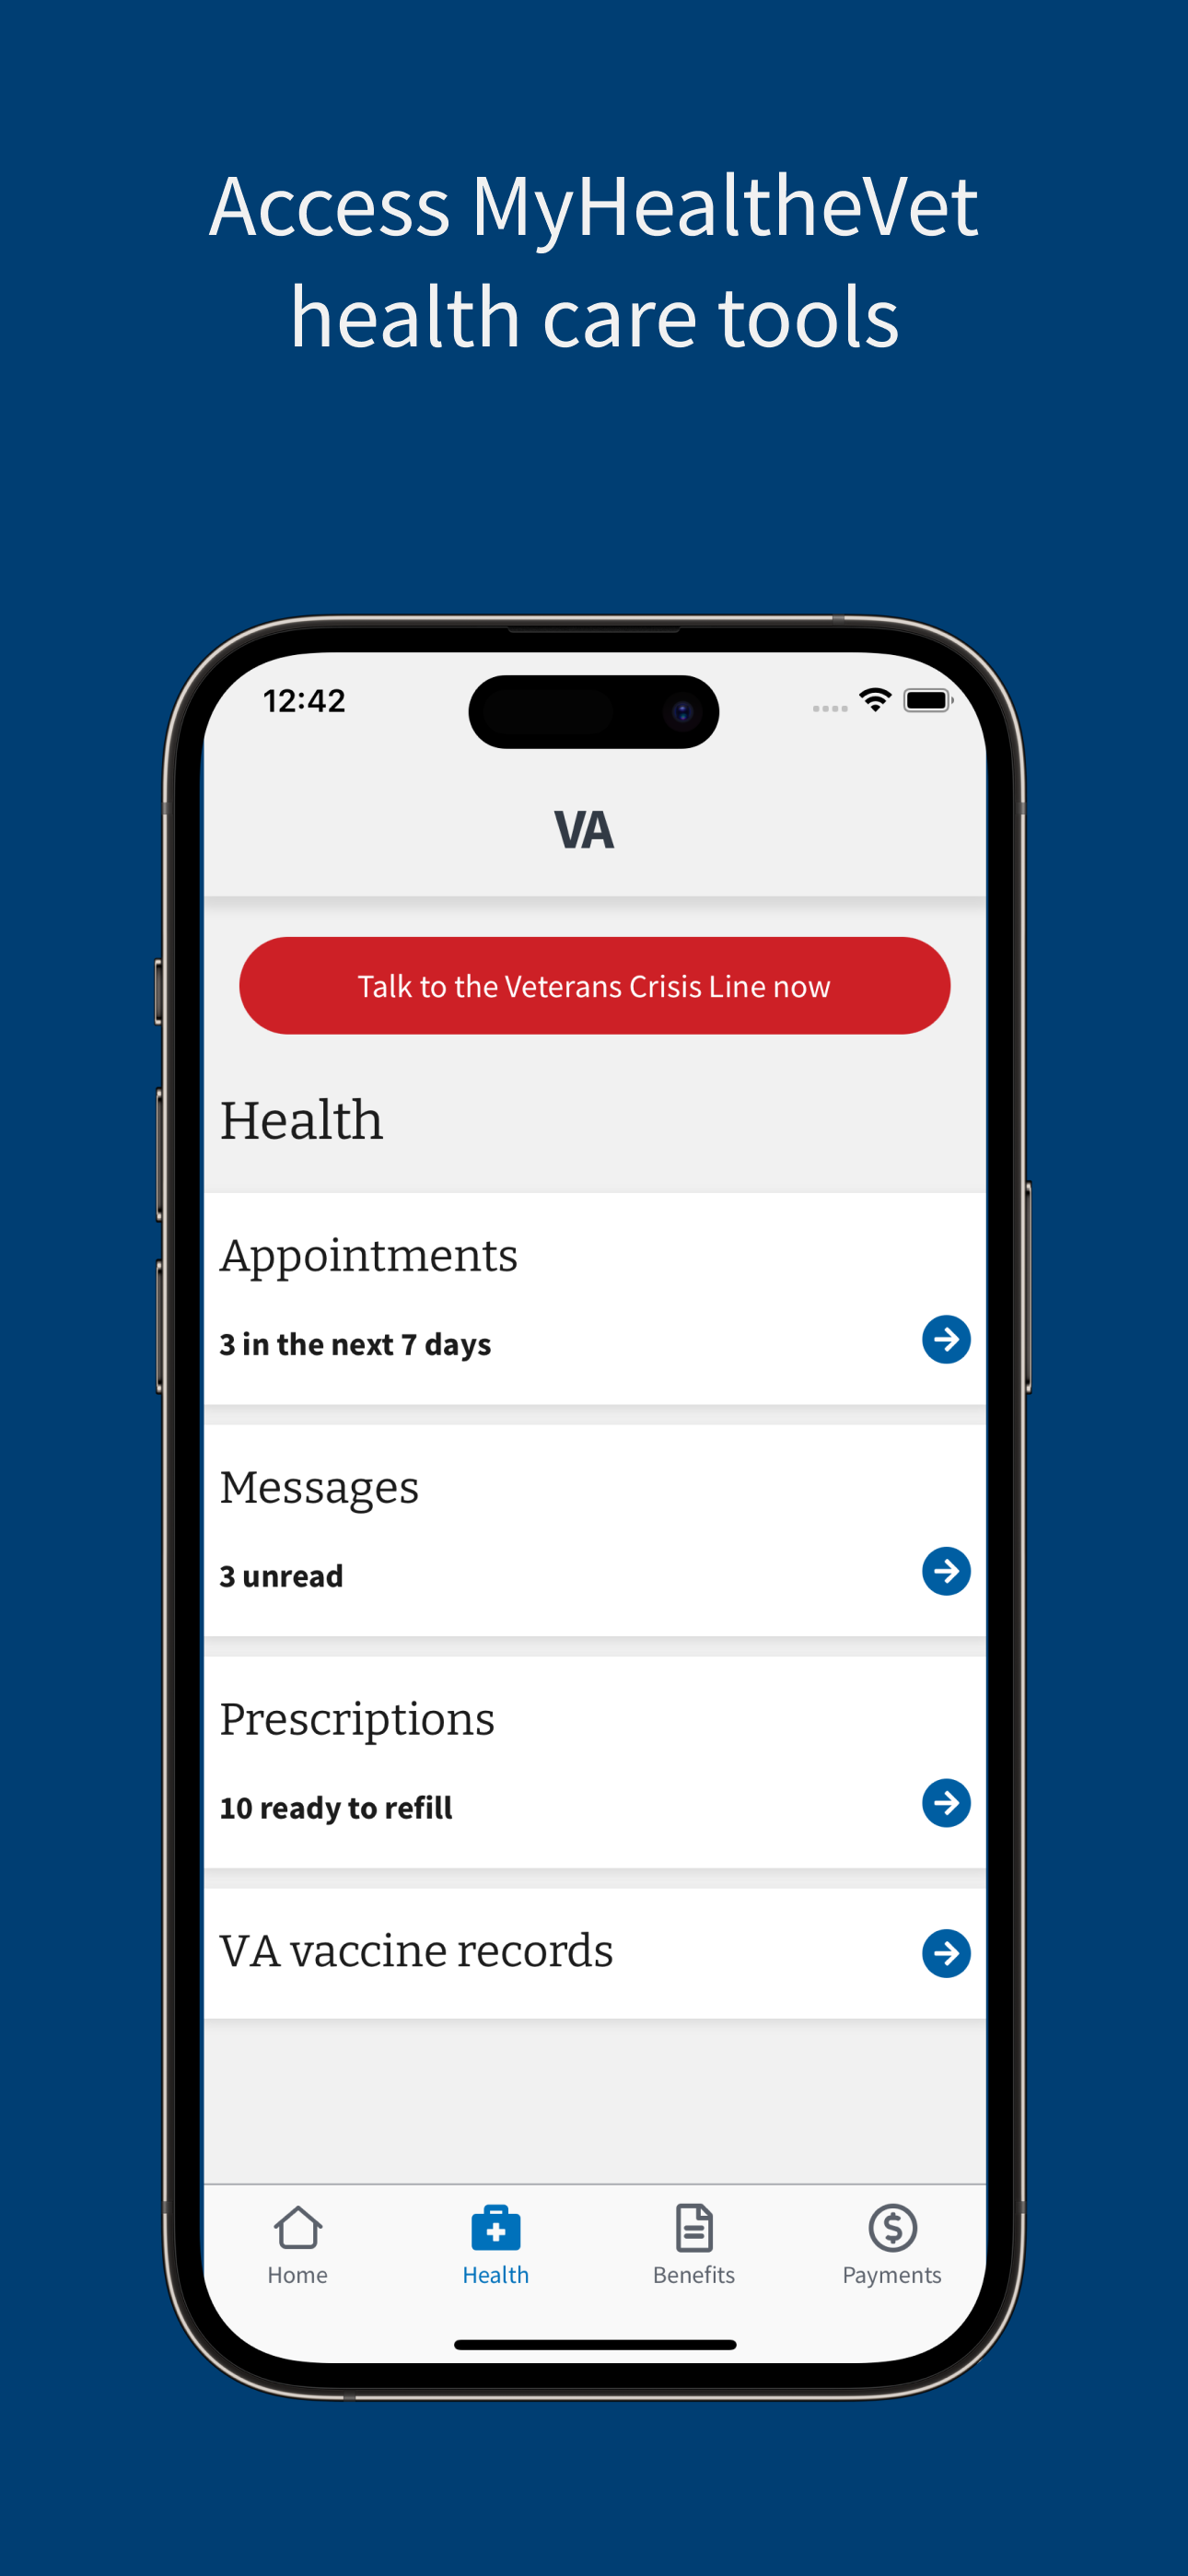 Access MyHealtheVet
health care tools
12:42
VA
Talk to the Veterans Crisis Line now
Health
Appointments
3 in the next 7 days
Messages
3 unread
Prescriptions
10 ready to refill
VA vaccine records
Home
Health
Benefits
Payments